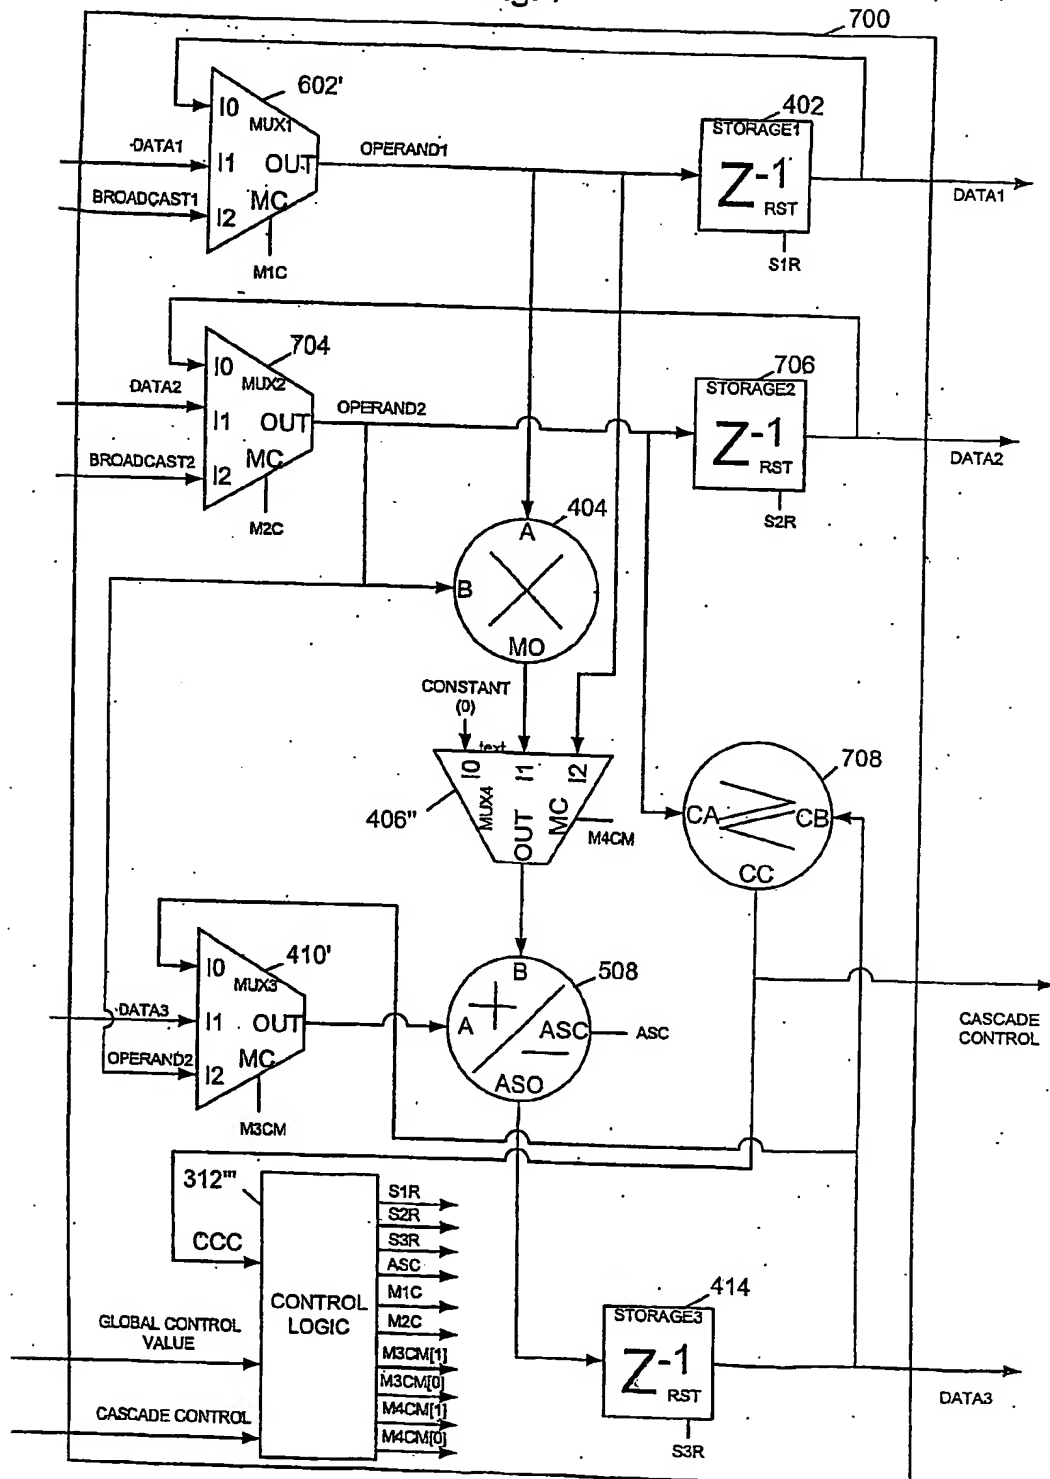 700
602'
I0
MUX1
DATA1
I1
OUT
OPERAND1
BROADCAST1
MC
I2
M1C
402
STORAGE1
Z-1
RST
S1R
DATA1
704
I0
MUX2
DATA2
I1
OUT
OPERAND2
BROADCAST2
MC
I2
M2C
706
STORAGE2
Z-1
RST
S2R
DATA2
404
A
B
MO
CONSTANT
(0)
text
I0
I1
I2
MUX4
OUT
MC
406"
M4CM
708
CA
CB
CC
410'
I0
MUX3
DATA3
I1
OUT
OPERAND2
I2
MC
M3CM
508
B
A
ASC
ASC
ASO
CASCADE
CONTROL
312'''
CCC
GLOBAL CONTROL
VALUE
CASCADE CONTROL
CONTROL
LOGIC
S1R
S2R
S3R
ASC
M1C
M2C
M3CM[1]
M3CM[0]
M4CM[1]
M4CM[0]
414
STORAGE3
Z-1
RST
S3R
DATA3